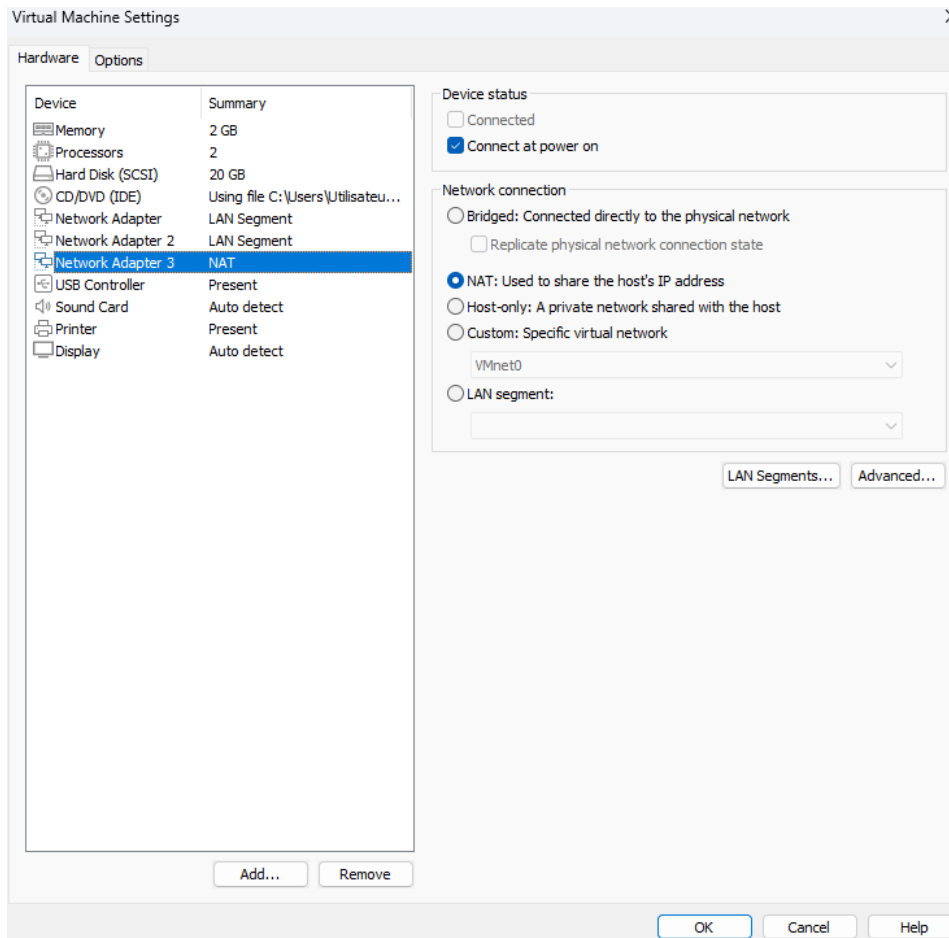 Virtual Machine Settings
Hardware
Options
Device Summary
Memory 2 GB
Processors 2
Hard Disk (SCSI) 20 GB
CD/DVD (IDE) Using file C:\Users\Utilisateu...
Network Adapter LAN Segment
Network Adapter 2 LAN Segment
Network Adapter 3 NAT
USB Controller Present
Sound Card Auto detect
Printer Present
Display Auto detect
Add...
Remove
Device status
Connected
Connect at power on
Network connection
Bridged: Connected directly to the physical network
Replicate physical network connection state
NAT: Used to share the host's IP address
Host-only: A private network shared with the host
Custom: Specific virtual network
VMnet0
LAN segment:
LAN Segments...
Advanced...
OK
Cancel
Help